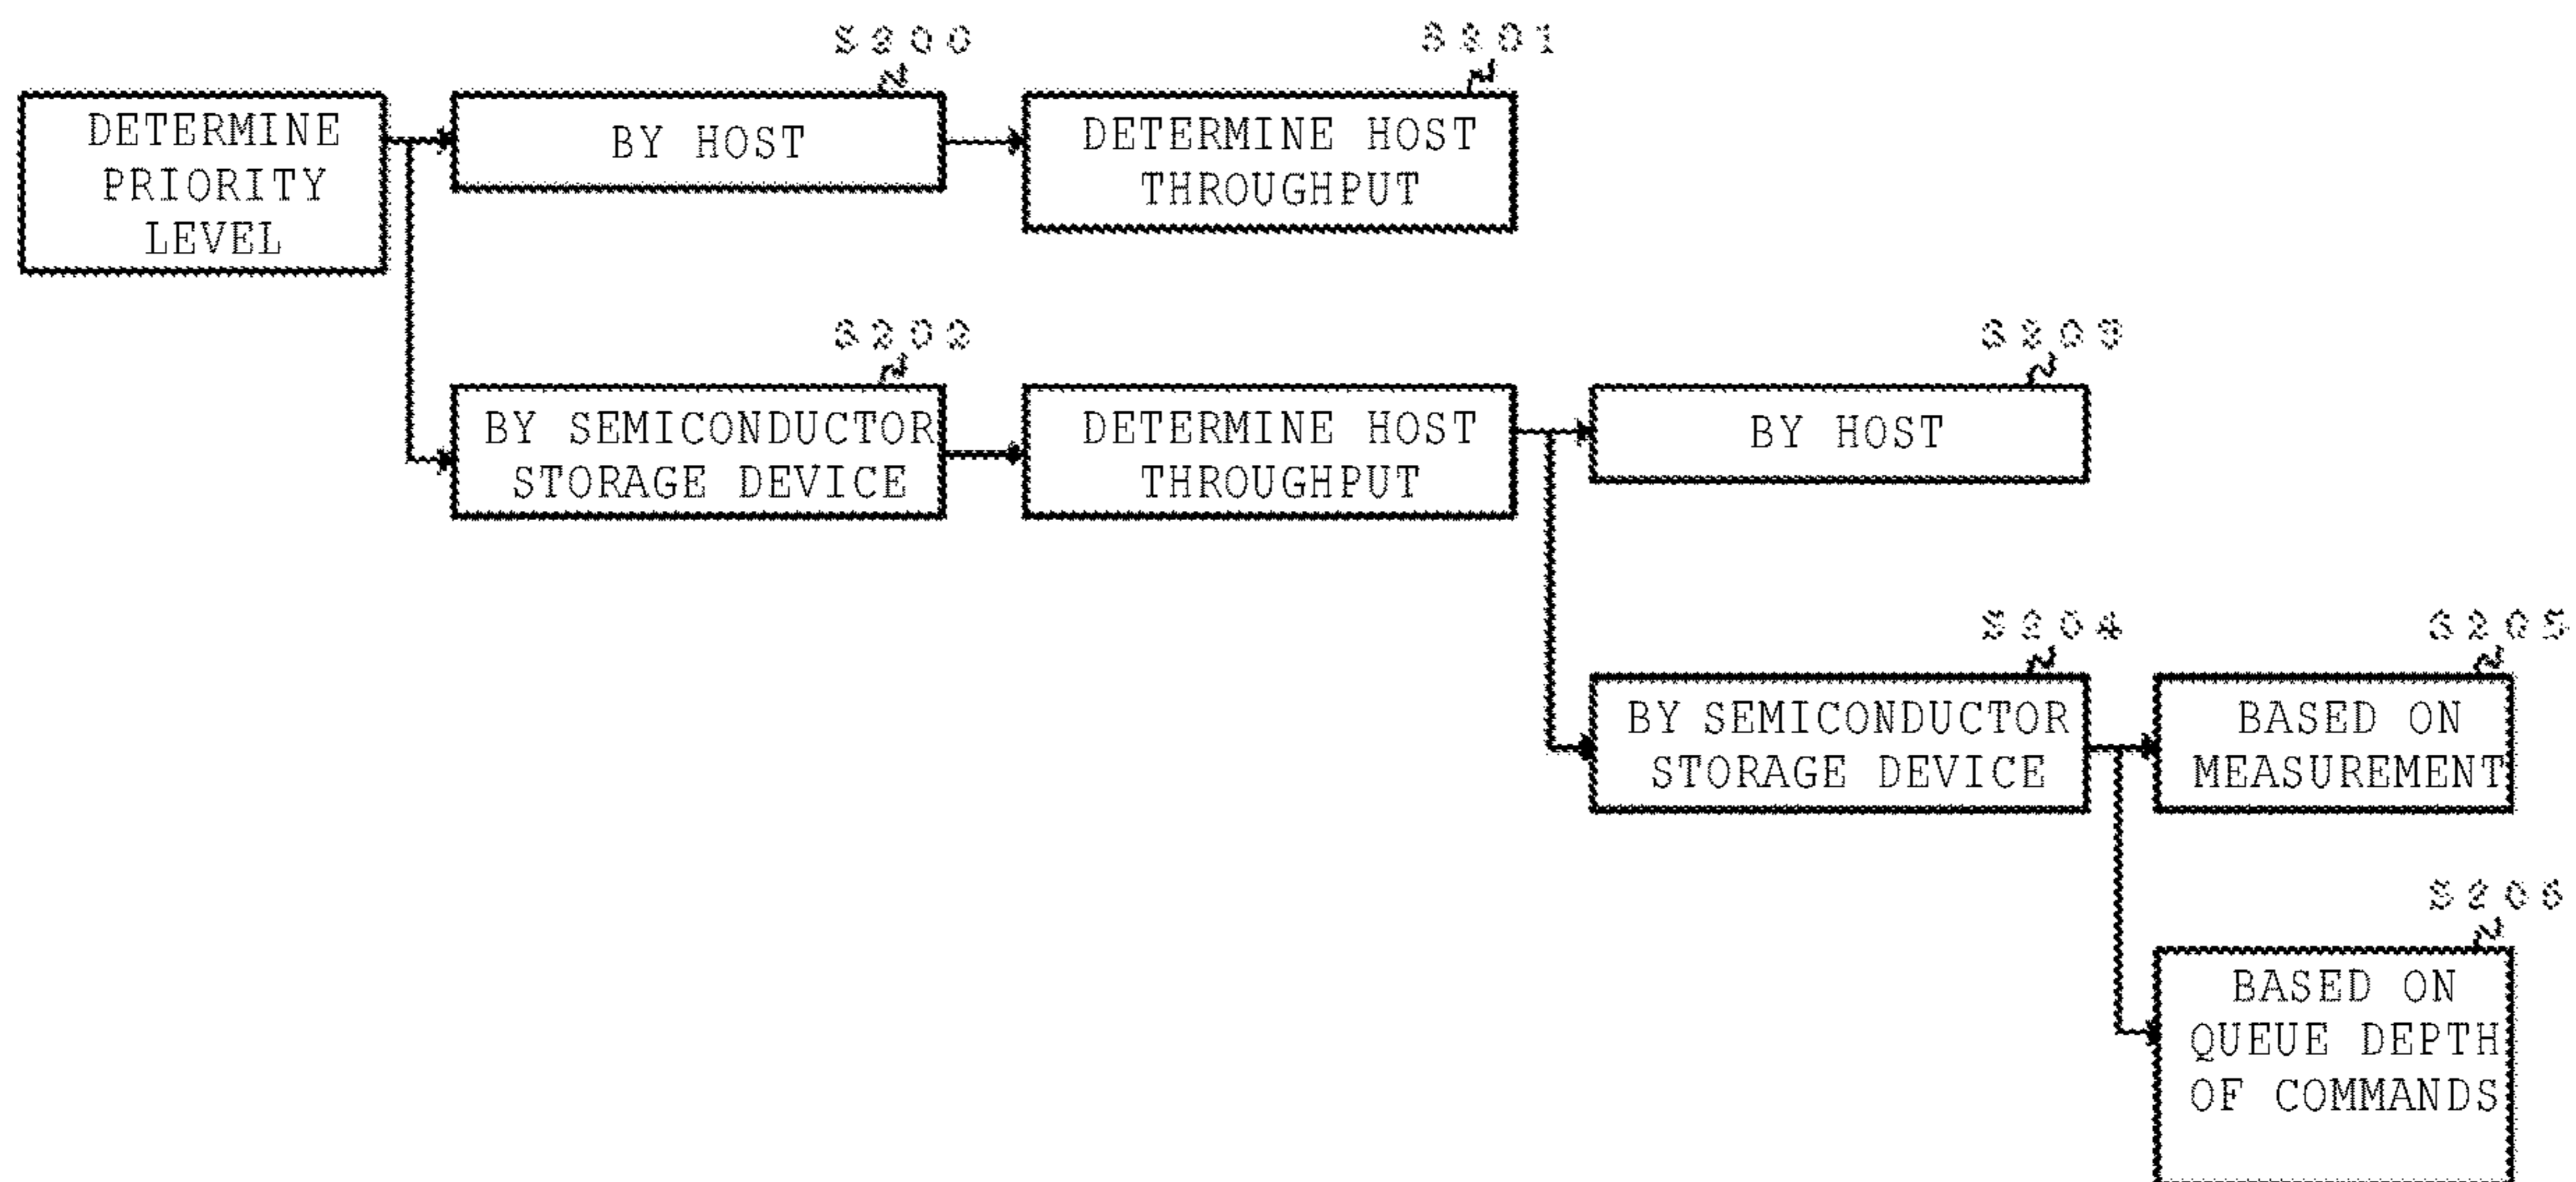 S200
S201
DETERMINE
PRIORITY
LEVEL
BY HOST
DETERMINE HOST
THROUGHPUT
S202
S203
BY SEMICONDUCTOR
STORAGE DEVICE
DETERMINE HOST
THROUGHPUT
BY HOST
S204
S205
BY SEMICONDUCTOR
STORAGE DEVICE
BASED ON
MEASUREMENT
S206
BASED ON
QUEUE DEPTH
OF COMMANDS